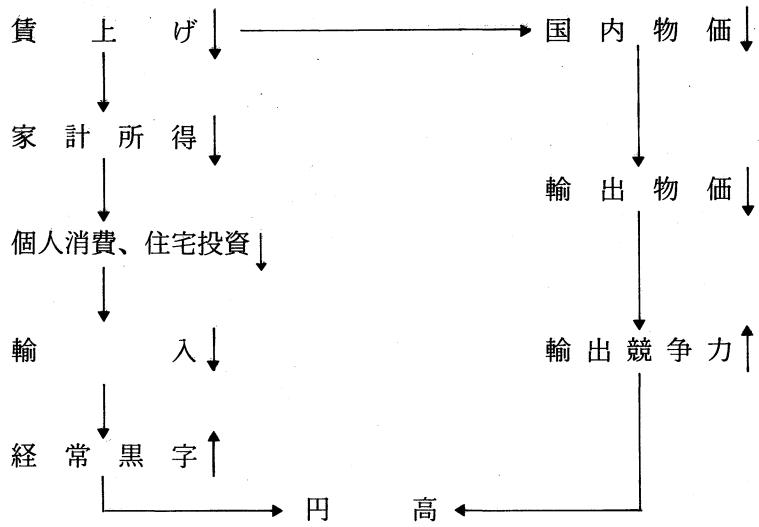 賃上げ↓
家計所得↓
個人消費、住宅投資↓
輸入↓
経常黒字↑
国内物価↓
輸出物価↓
輸出競争力↑
円高